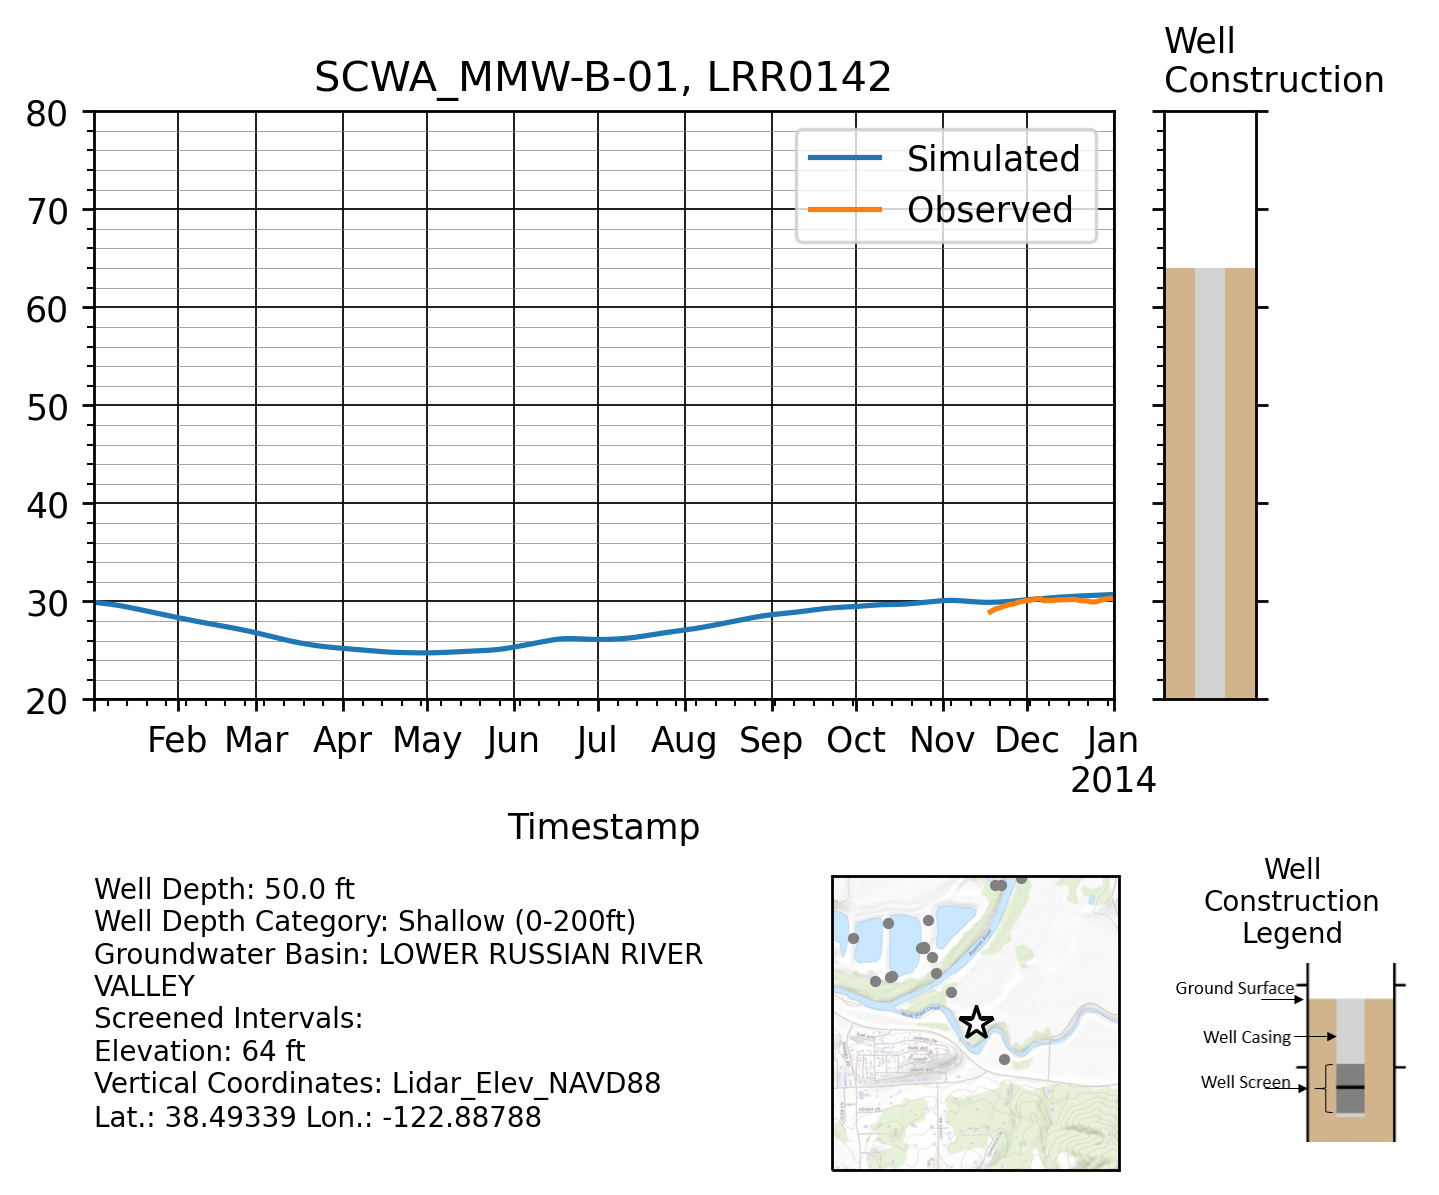 SCWA_MMW-B-01, LRR0142
Well
Construction
Simulated
Observed
80
70
60
50
40
30
20
Feb Mar Apr May Jun Jul Aug Sep Oct Nov Dec Jan
2014
Timestamp
Well Depth: 50.0 ft
Well Depth Category: Shallow (0-200ft)
Groundwater Basin: LOWER RUSSIAN RIVER
VALLEY
Screened Intervals:
Elevation: 64 ft
Vertical Coordinates: Lidar_Elev_NAVD88
Lat.: 38.49339 Lon.: -122.88788
Well
Construction
Legend
Ground Surface
Well Casing
Well Screen